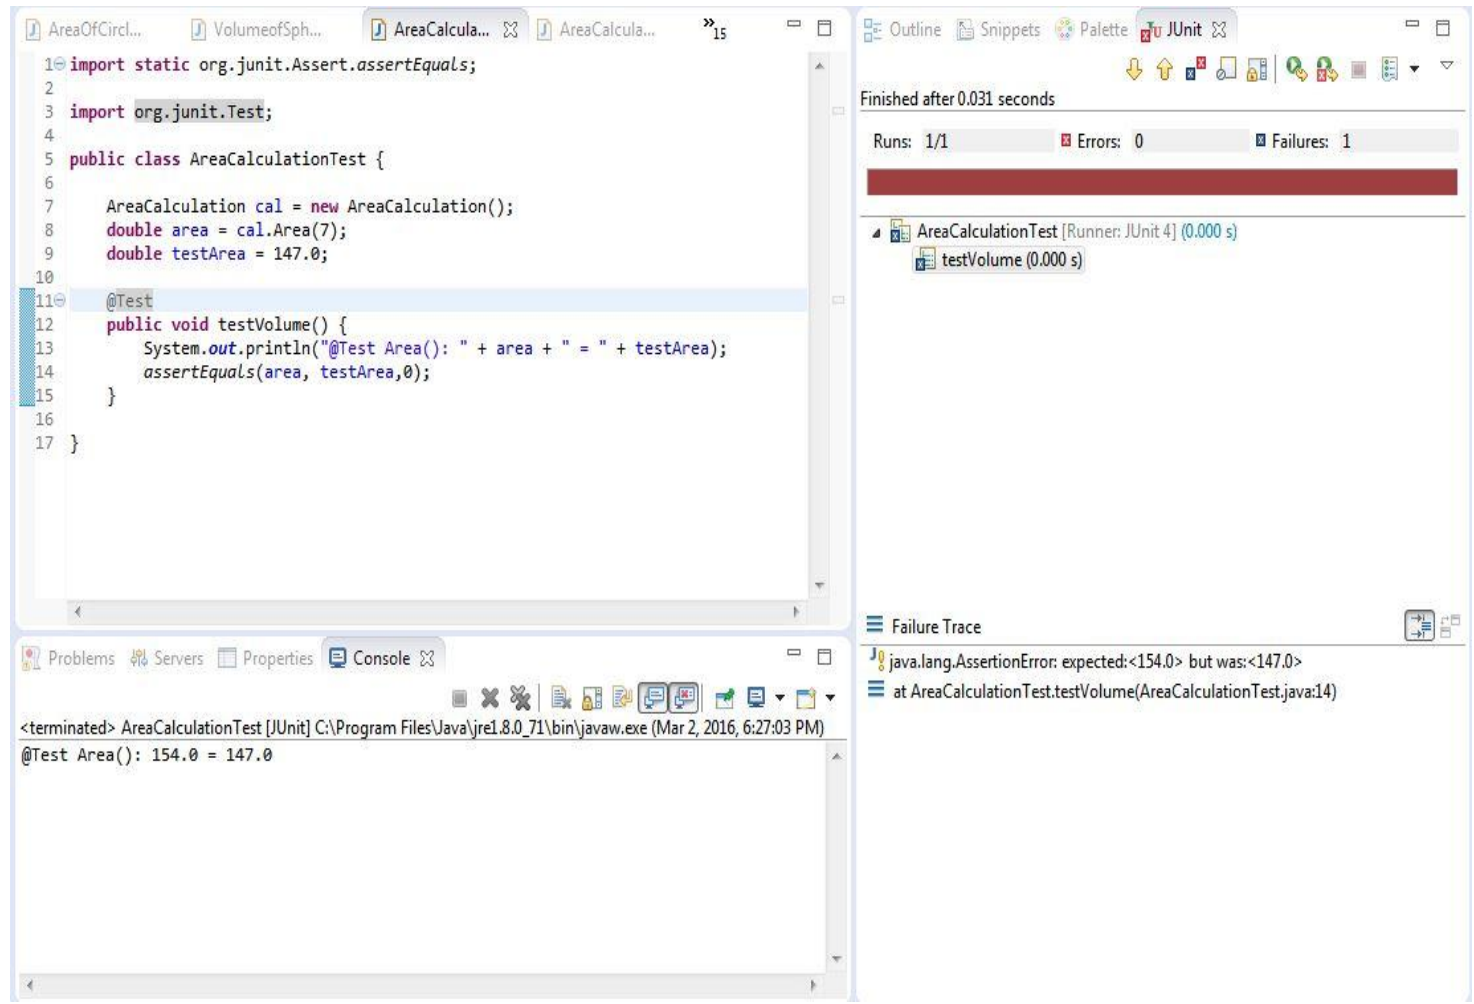 AreaOfCircl... VolumeofSph... AreaCalcula... AreaCalcula... »15
1 import static org.junit.Assert.assertEquals;
2
3 import org.junit.Test;
4
5 public class AreaCalculationTest {
6
7 AreaCalculation cal = new AreaCalculation();
8 double area = cal.Area(7);
9 double testArea = 147.0;
10
11 @Test
12 public void testVolume() {
13 System.out.println("@Test Area(): " + area + " = " + testArea);
14 assertEquals(area, testArea,0);
15 }
16
17 }
Problems Servers Properties Console
<terminated> AreaCalculationTest [JUnit] C:\Program Files\Java\jre1.8.0_71\bin\javaw.exe (Mar 2, 2016, 6:27:03 PM)
@Test Area(): 154.0 = 147.0
Outline Snippets Palette JUnit
Finished after 0.031 seconds
Runs: 1/1 Errors: 0 Failures: 1
AreaCalculationTest [Runner: JUnit 4] (0.000 s)
testVolume (0.000 s)
Failure Trace
java.lang.AssertionError: expected:<154.0> but was:<147.0>
at AreaCalculationTest.testVolume(AreaCalculationTest.java:14)